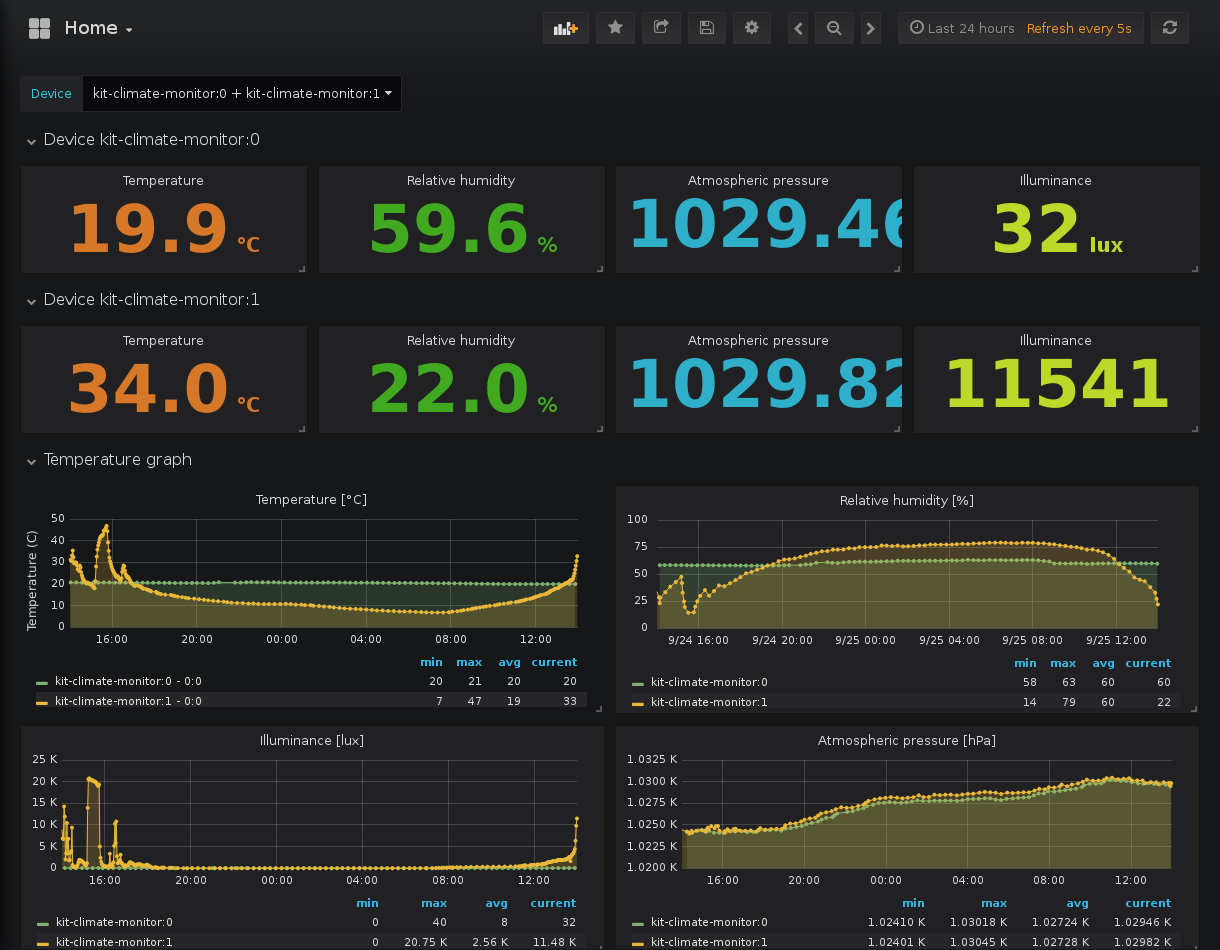 Home
Last 24 hours Refresh every 5s
Device kit-climate-monitor:0 + kit-climate-monitor:1
Device kit-climate-monitor:0
Temperature Relative humidity Atmospheric pressure Illuminance
19.9 °C 59.6 % 1029.46 32 lux
Device kit-climate-monitor:1
Temperature Relative humidity Atmospheric pressure Illuminance
34.0 °C 22.0 % 1029.82 11541
Temperature graph
Temperature [°C]
Temperature (C)
50
40
30
20
10
0
16:00 20:00 00:00 04:00 08:00 12:00
min max avg current
kit-climate-monitor:0 - 0:0 20 21 20 20
kit-climate-monitor:1 - 0:0 7 47 19 33
Relative humidity [%]
100
75
50
25
0
9/24 16:00 9/24 20:00 9/25 00:00 9/25 04:00 9/25 08:00 9/25 12:00
min max avg current
kit-climate-monitor:0 58 63 60 60
kit-climate-monitor:1 14 79 60 22
Illuminance [lux]
25 K
20 K
15 K
10 K
5 K
0
16:00 20:00 00:00 04:00 08:00 12:00
min max avg current
kit-climate-monitor:0 0 40 8 32
kit-climate-monitor:1 0 20.75 K 2.56 K 11.48 K
Atmospheric pressure [hPa]
1.0325 K
1.0300 K
1.0275 K
1.0250 K
1.0225 K
1.0200 K
16:00 20:00 00:00 04:00 08:00 12:00
min max avg current
kit-climate-monitor:0 1.02410 K 1.03018 K 1.02724 K 1.02946 K
kit-climate-monitor:1 1.02401 K 1.03045 K 1.02728 K 1.02982 K